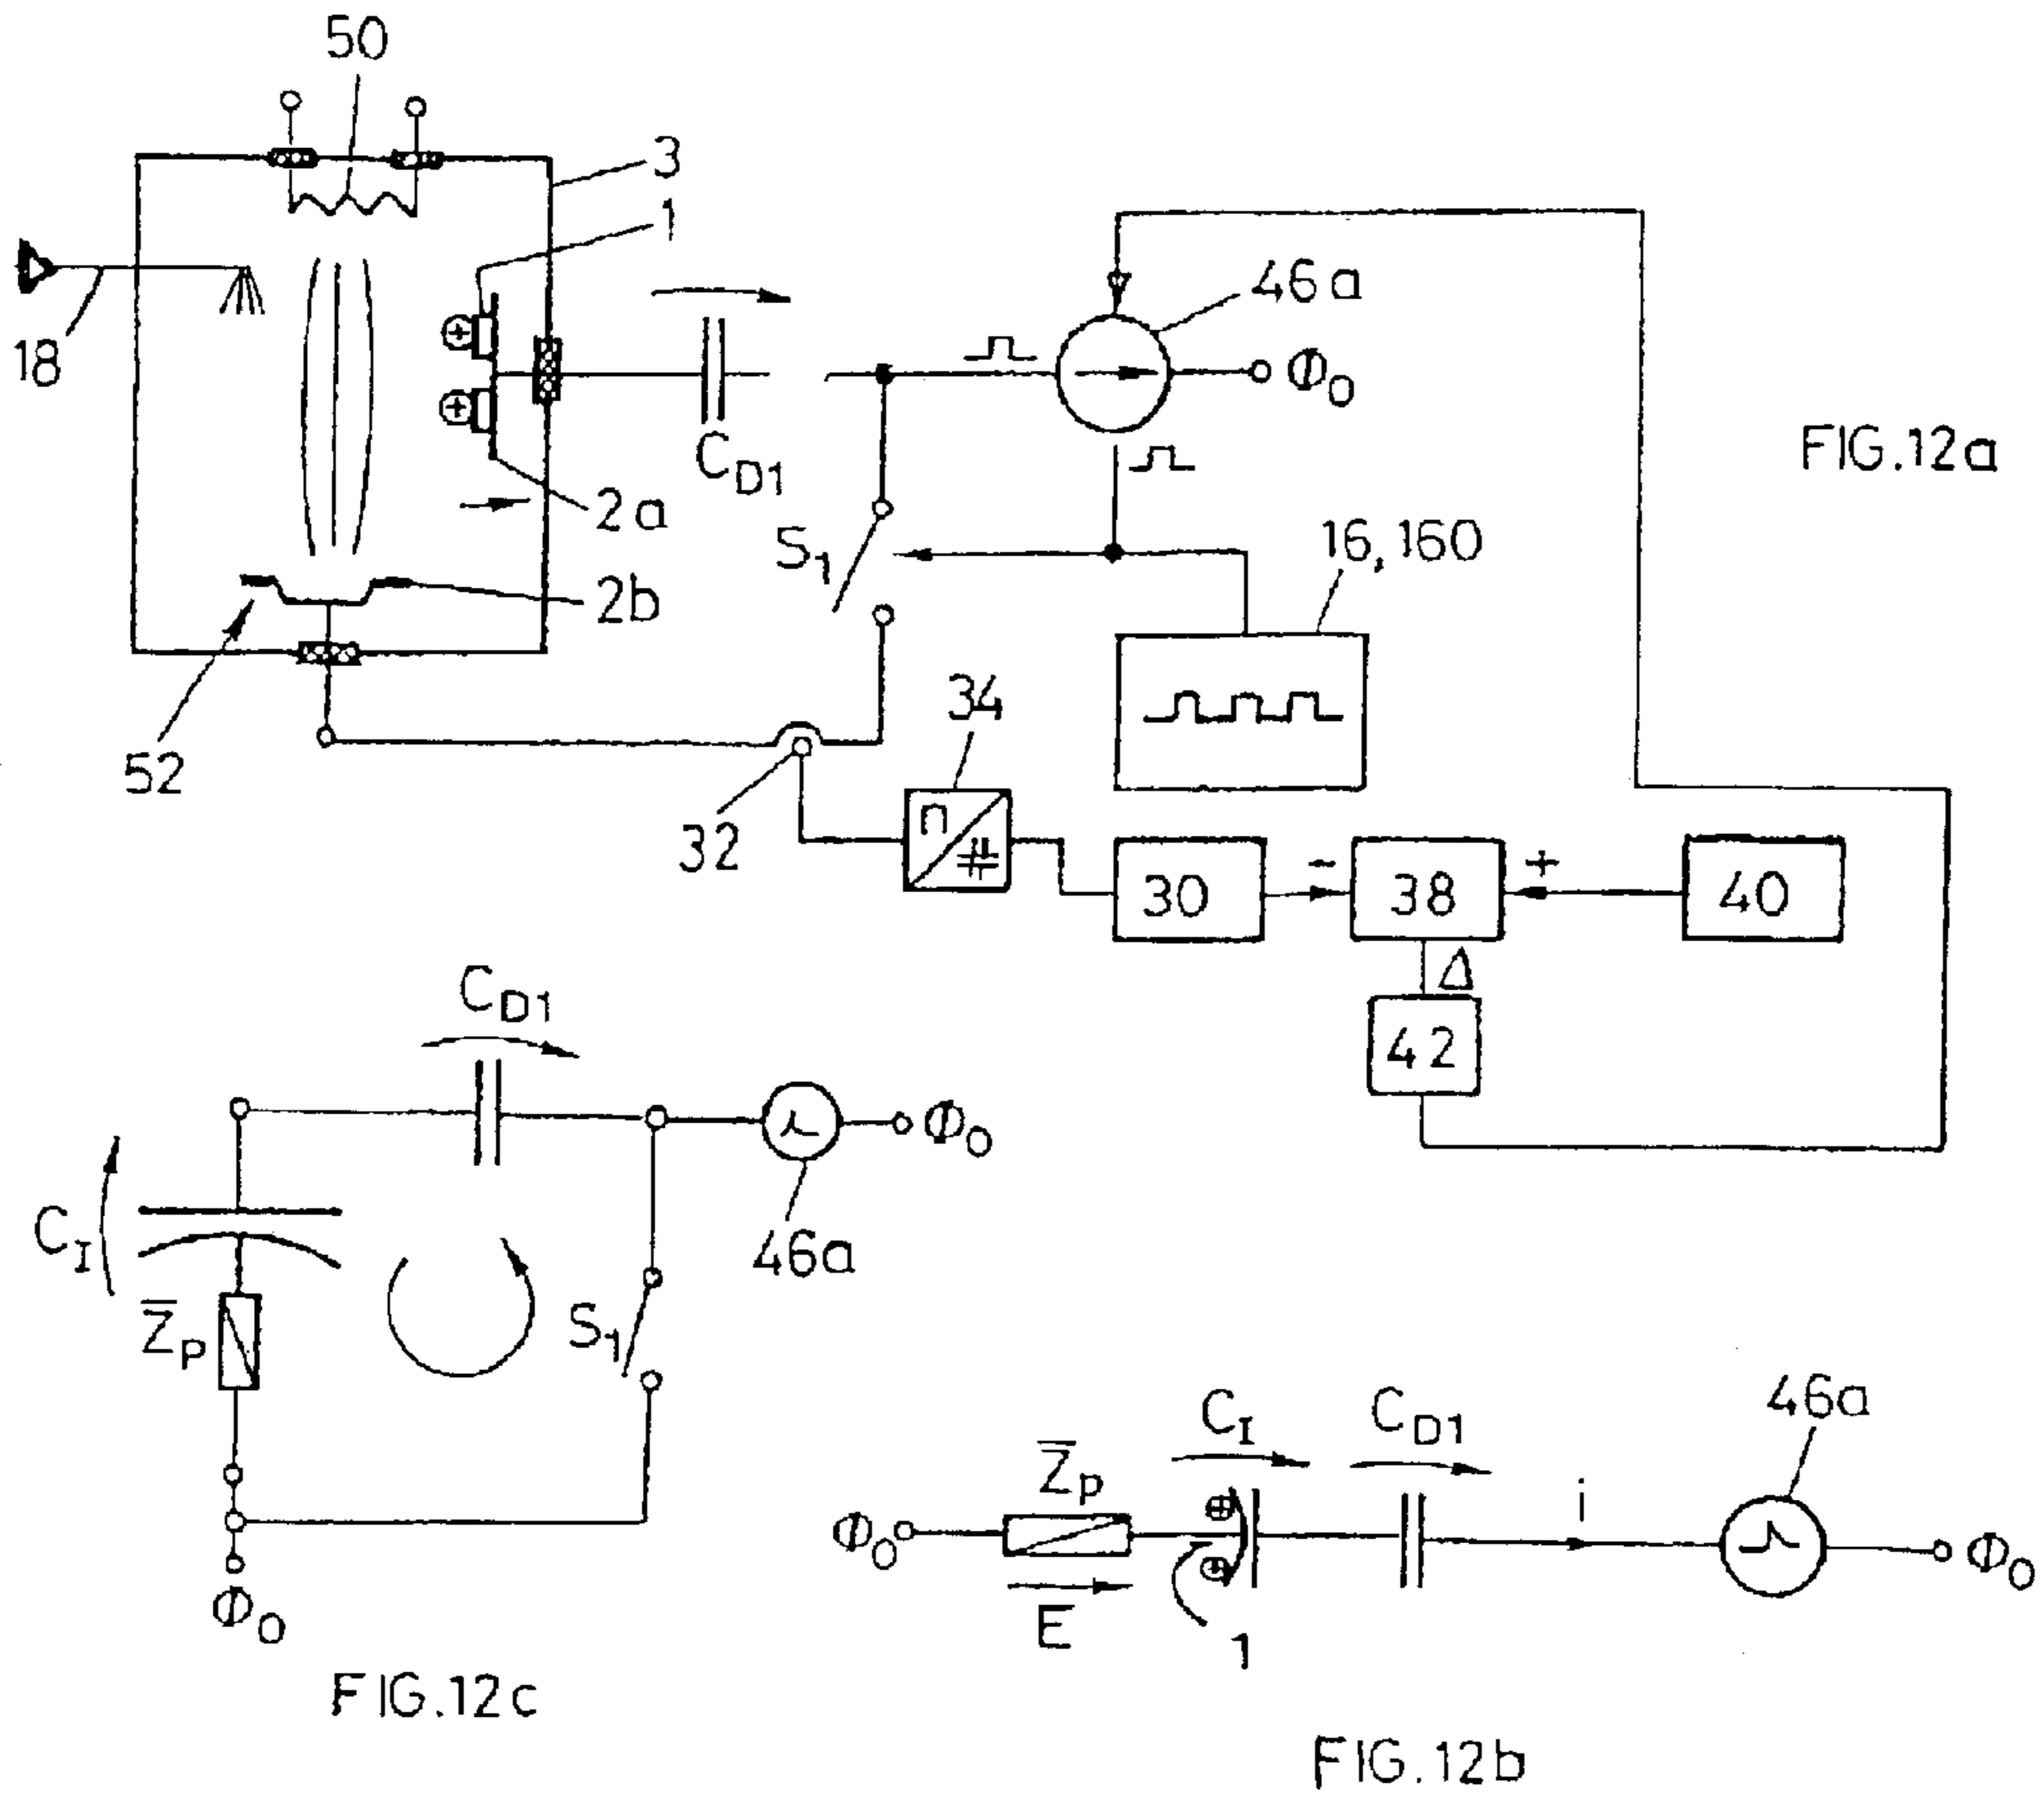 50
3
1
18
46a
Φ0
FIG.12a
CD1
2a
S1
16,160
2b
34
52
32
n
#
30
-
38
+
40
Δ
42
CD1
Φ0
CI
46a
Z̅P
S1
Φ0
FIG.12c
46a
CI
CD1
Z̅P
i
Φ0
Φ0
E
1
FIG.12b